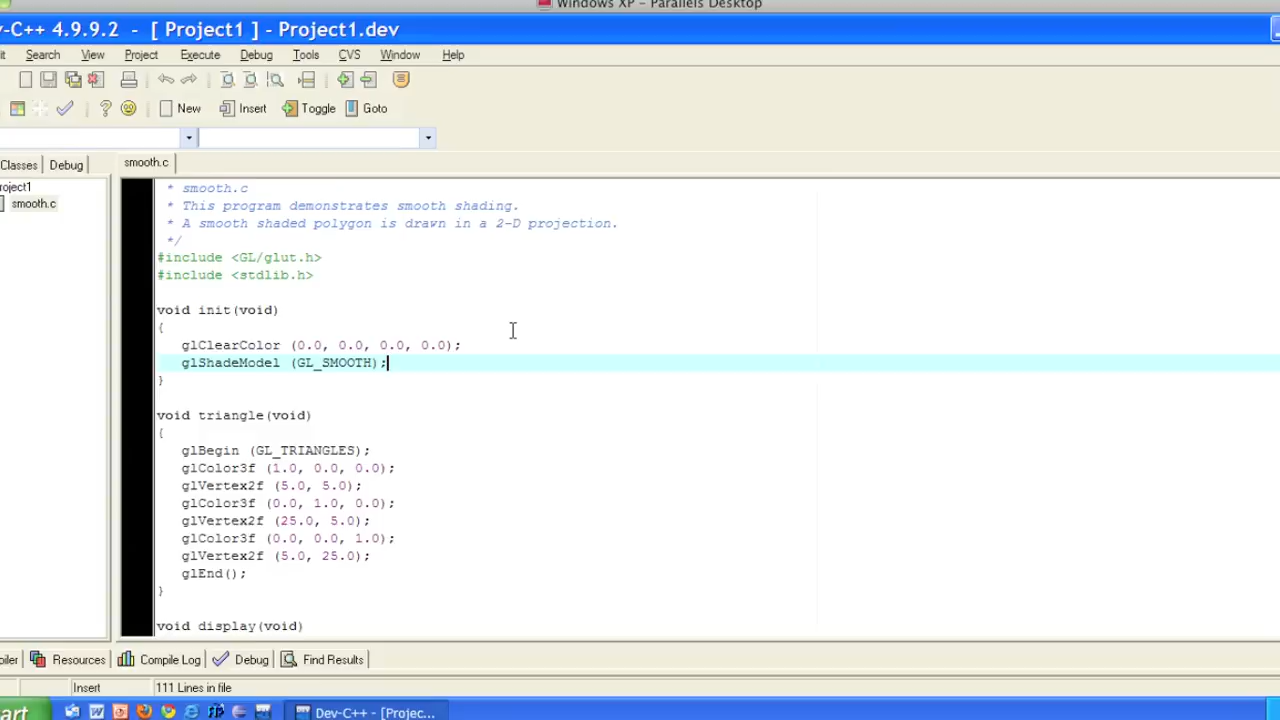 Windows XP - Parallels Desktop
v-C++ 4.9.9.2 - [ Project1 ] - Project1.dev
it Search View Project Execute Debug Tools CVS Window Help
New Insert Toggle Goto
Classes Debug
smooth.c
roject1
smooth.c
* smooth.c
* This program demonstrates smooth shading.
* A smooth shaded polygon is drawn in a 2-D projection.
*/
#include <GL/glut.h>
#include <stdlib.h>
void init(void)
{
glClearColor (0.0, 0.0, 0.0, 0.0);
glShadeModel (GL_SMOOTH);
}
void triangle(void)
{
glBegin (GL_TRIANGLES);
glColor3f (1.0, 0.0, 0.0);
glVertex2f (5.0, 5.0);
glColor3f (0.0, 1.0, 0.0);
glVertex2f (25.0, 5.0);
glColor3f (0.0, 0.0, 1.0);
glVertex2f (5.0, 25.0);
glEnd();
}
void display(void)
piler Resources Compile Log Debug Find Results
Insert 111 Lines in file
art Dev-C++ - [Projec...